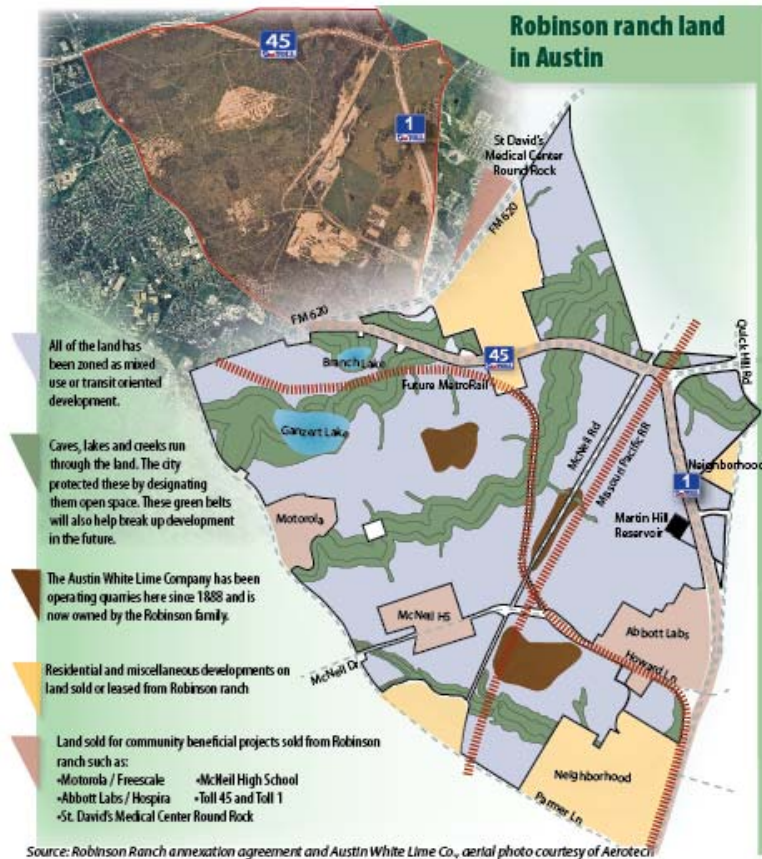 Robinson ranch land
in Austin
45
TOLL
1
TOLL
St David's
Medical Center
Round Rock
FM 620
FM 620
45
TOLL
Quick Hill Rd
All of the land has
been zoned as mixed
use or transit oriented
development.
Branch Lake
Future MetroRail
Ganzert Lake
McNeil Rd
Missouri Pacific RR
Neighborhood
1
TOLL
Caves, lakes and creeks run
through the land. The city
protected these by designating
them open space. These green belts
will also help break up development
in the future.
Motorola
Martin Hill
Reservoir
The Austin White Lime Company has been
operating quarries here since 1888 and is
now owned by the Robinson family.
McNeil HS
Abbott Labs
Howard Ln
McNeil Dr
Residential and miscellaneous developments on
land sold or leased from Robinson ranch
Neighborhood
Parmer Ln
Land sold for community beneficial projects sold from Robinson
ranch such as:
•Motorola / Freescale •McNeil High School
•Abbott Labs / Hospira •Toll 45 and Toll 1
•St. David's Medical Center Round Rock
Source: Robinson Ranch annexation agreement and Austin White Lime Co., aerial photo courtesy of Aerotech